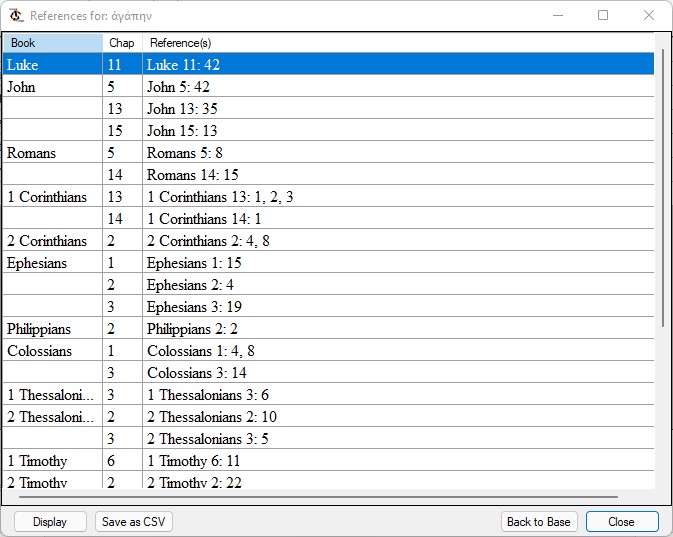 References for: ἀγάπην
Book Chap Reference(s)
Luke 11 Luke 11: 42
John 5 John 5: 42
13 John 13: 35
15 John 15: 13
Romans 5 Romans 5: 8
14 Romans 14: 15
1 Corinthians 13 1 Corinthians 13: 1, 2, 3
14 1 Corinthians 14: 1
2 Corinthians 2 2 Corinthians 2: 4, 8
Ephesians 1 Ephesians 1: 15
2 Ephesians 2: 4
3 Ephesians 3: 19
Philippians 2 Philippians 2: 2
Colossians 1 Colossians 1: 4, 8
3 Colossians 3: 14
1 Thessaloni... 3 1 Thessalonians 3: 6
2 Thessaloni... 2 2 Thessalonians 2: 10
3 2 Thessalonians 3: 5
1 Timothy 6 1 Timothy 6: 11
2 Timothy 2 2 Timothy 2: 22
Display Save as CSV Back to Base Close